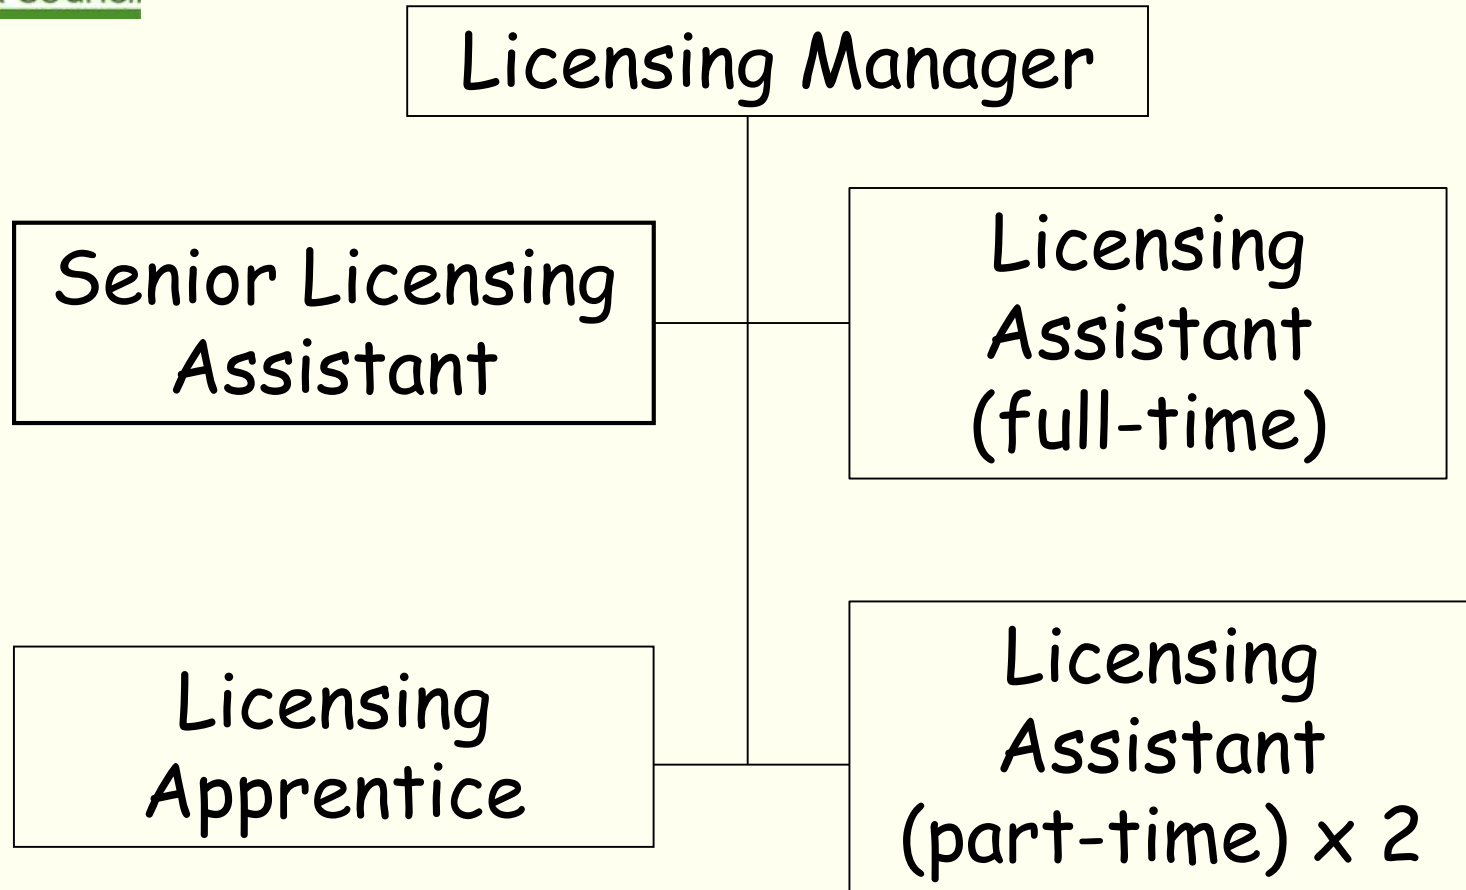 Licensing Manager
Senior Licensing
Assistant
Licensing
Assistant
(full-time)
Licensing
Apprentice
Licensing
Assistant
(part-time) x 2